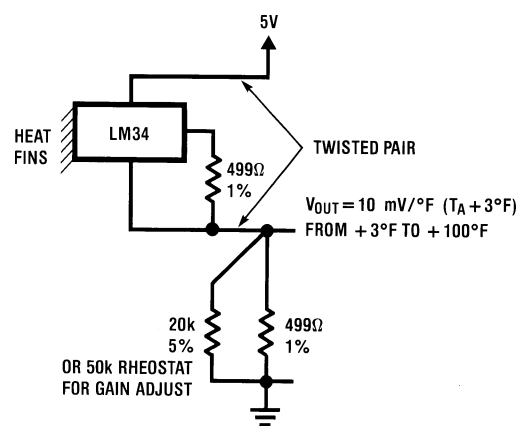 5V
HEAT
FINS
LM34
TWISTED PAIR
499Ω
1%
VOUT = 10 mV/°F (TA + 3°F)
FROM + 3°F TO + 100°F
20k
5%
499Ω
1%
OR 50k RHEOSTAT
FOR GAIN ADJUST